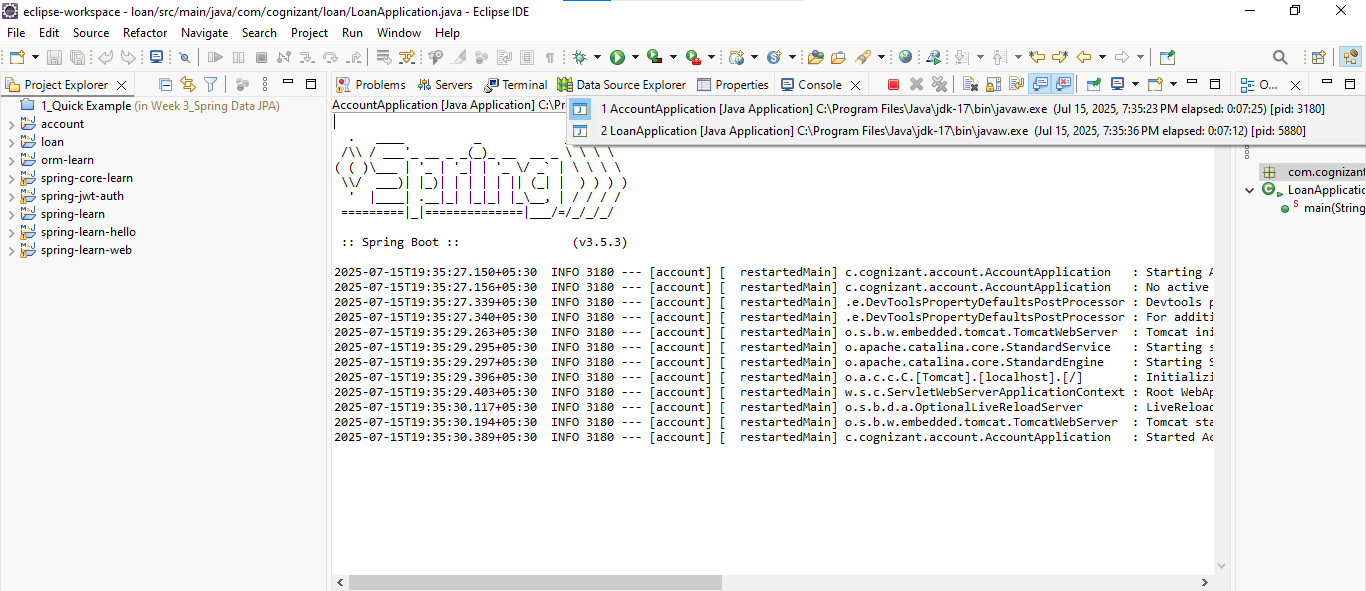 eclipse-workspace - loan/src/main/java/com/cognizant/loan/LoanApplication.java - Eclipse IDE
File Edit Source Refactor Navigate Search Project Run Window Help
Project Explorer
1_Quick Example (in Week 3_Spring Data JPA)
account
loan
orm-learn
spring-core-learn
spring-jwt-auth
spring-learn
spring-learn-hello
spring-learn-web
Problems Servers Terminal Data Source Explorer Properties Console
AccountApplication [Java Application] C:\Pr
1 AccountApplication [Java Application] C:\Program Files\Java\jdk-17\bin\javaw.exe (Jul 15, 2025, 7:35:23 PM elapsed: 0:07:25) [pid: 3180]
2 LoanApplication [Java Application] C:\Program Files\Java\jdk-17\bin\javaw.exe (Jul 15, 2025, 7:35:36 PM elapsed: 0:07:12) [pid: 5880]
Spring
:: Spring Boot :: (v3.5.3)
2025-07-15T19:35:27.150+05:30 INFO 3180 --- [account] [ restartedMain] c.cognizant.account.AccountApplication : Starting A
2025-07-15T19:35:27.156+05:30 INFO 3180 --- [account] [ restartedMain] c.cognizant.account.AccountApplication : No active
2025-07-15T19:35:27.339+05:30 INFO 3180 --- [account] [ restartedMain] .e.DevToolsPropertyDefaultsPostProcessor : Devtools p
2025-07-15T19:35:27.340+05:30 INFO 3180 --- [account] [ restartedMain] .e.DevToolsPropertyDefaultsPostProcessor : For additi
2025-07-15T19:35:29.263+05:30 INFO 3180 --- [account] [ restartedMain] o.s.b.w.embedded.tomcat.TomcatWebServer : Tomcat ini
2025-07-15T19:35:29.295+05:30 INFO 3180 --- [account] [ restartedMain] o.apache.catalina.core.StandardService : Starting s
2025-07-15T19:35:29.297+05:30 INFO 3180 --- [account] [ restartedMain] o.apache.catalina.core.StandardEngine : Starting S
2025-07-15T19:35:29.396+05:30 INFO 3180 --- [account] [ restartedMain] o.a.c.c.C.[Tomcat].[localhost].[/] : Initializi
2025-07-15T19:35:29.403+05:30 INFO 3180 --- [account] [ restartedMain] w.s.c.ServletWebServerApplicationContext : Root WebAp
2025-07-15T19:35:30.117+05:30 INFO 3180 --- [account] [ restartedMain] o.s.b.d.a.OptionalLiveReloadServer : LiveReload
2025-07-15T19:35:30.194+05:30 INFO 3180 --- [account] [ restartedMain] o.s.b.w.embedded.tomcat.TomcatWebServer : Tomcat sta
2025-07-15T19:35:30.389+05:30 INFO 3180 --- [account] [ restartedMain] c.cognizant.account.AccountApplication : Started Ac
O...
com.cognizant
LoanApplicatio
main(String